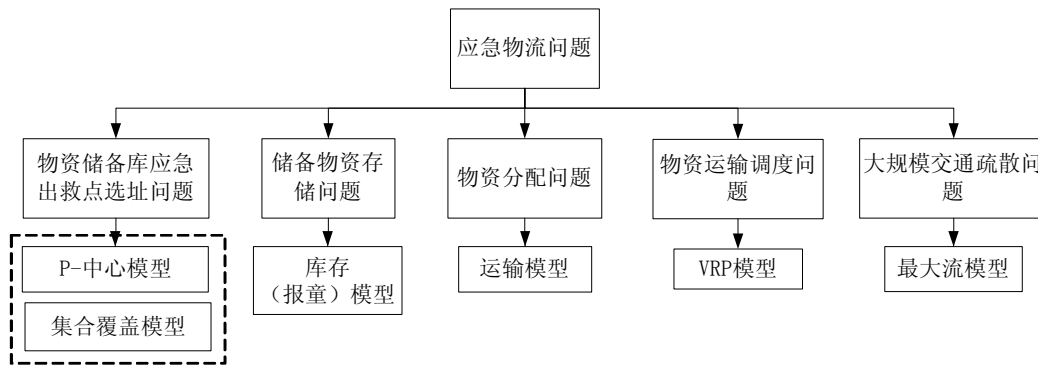 应急物流问题
物资储备库应急
出救点选址问题
储备物资存
储问题
物资分配问题
物资运输调度问
题
大规模交通疏散问
题
P-中心模型
集合覆盖模型
库存
（报童）模型
运输模型
VRP模型
最大流模型